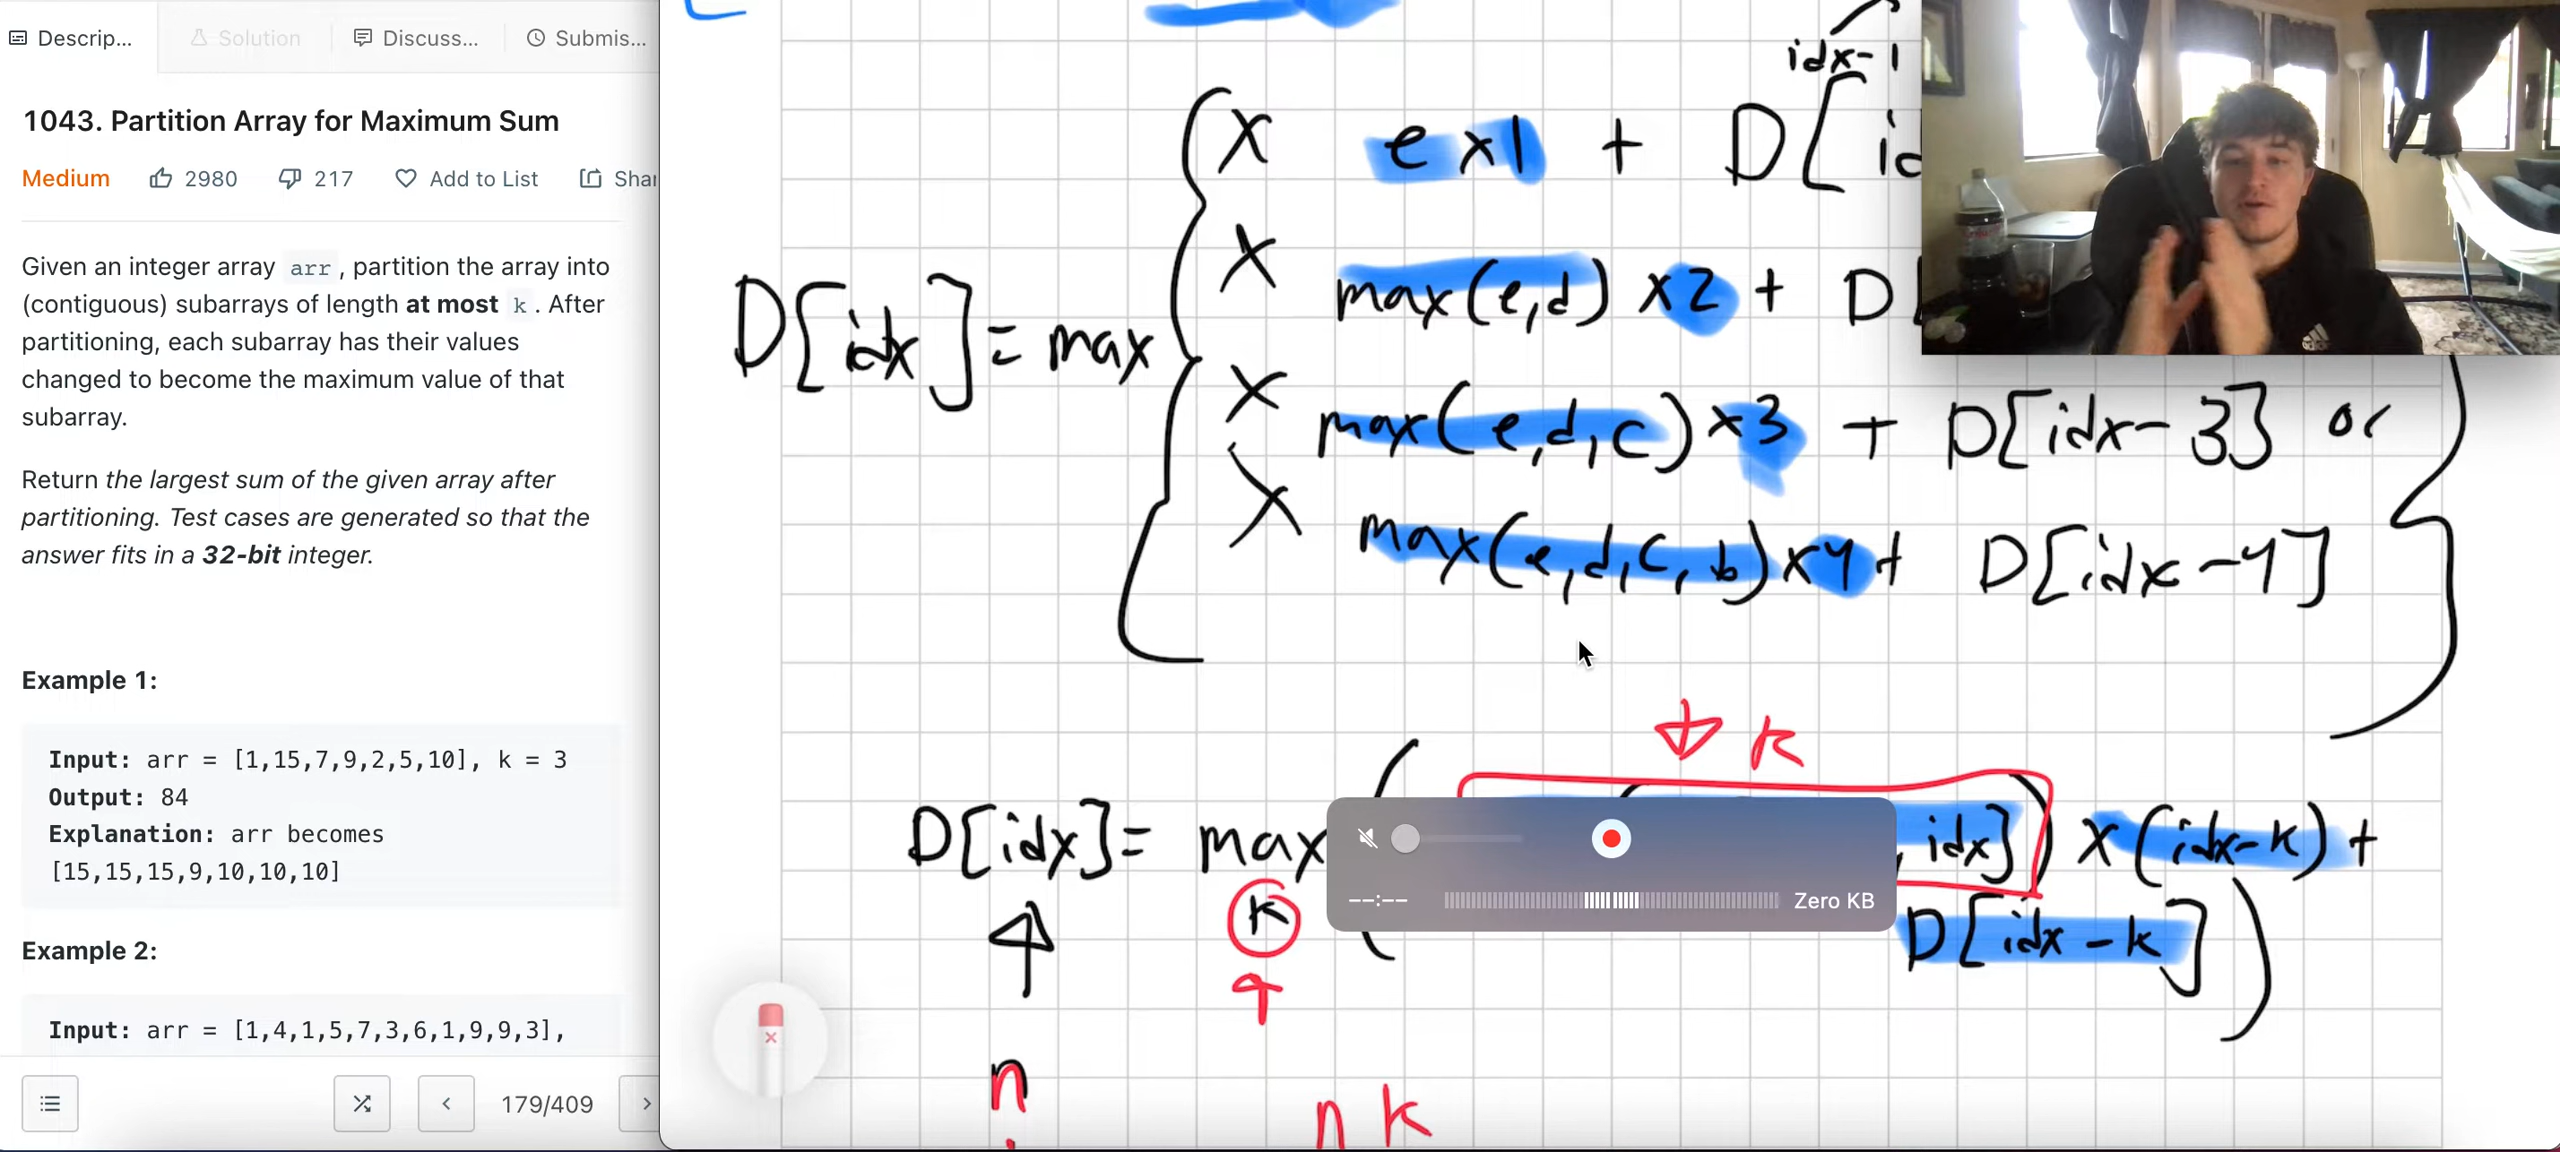 Descrip...
Solution
Discuss...
Submis...
1043. Partition Array for Maximum Sum
Medium 2980 217 Add to List Shar
Given an integer array arr , partition the array into
(contiguous) subarrays of length at most k . After
partitioning, each subarray has their values
changed to become the maximum value of that
subarray.
Return the largest sum of the given array after
partitioning. Test cases are generated so that the
answer fits in a 32-bit integer.
Example 1:
Input: arr = [1,15,7,9,2,5,10], k = 3
Output: 84
Explanation: arr becomes
[15,15,15,9,10,10,10]
Example 2:
Input: arr = [1,4,1,5,7,3,6,1,9,9,3],
179/409
idx-1
X e x1 + D[
X max(e,d) x2 + D[
D[idx] = max
X max(e,d,c) x3 + D[idx-3] or
X max(e,d,c,b) x4 + D[idx-4]
k
D[idx] = max , idx]) x (idx-k) +
k D[idx-k])
--:-- Zero KB
n
n k